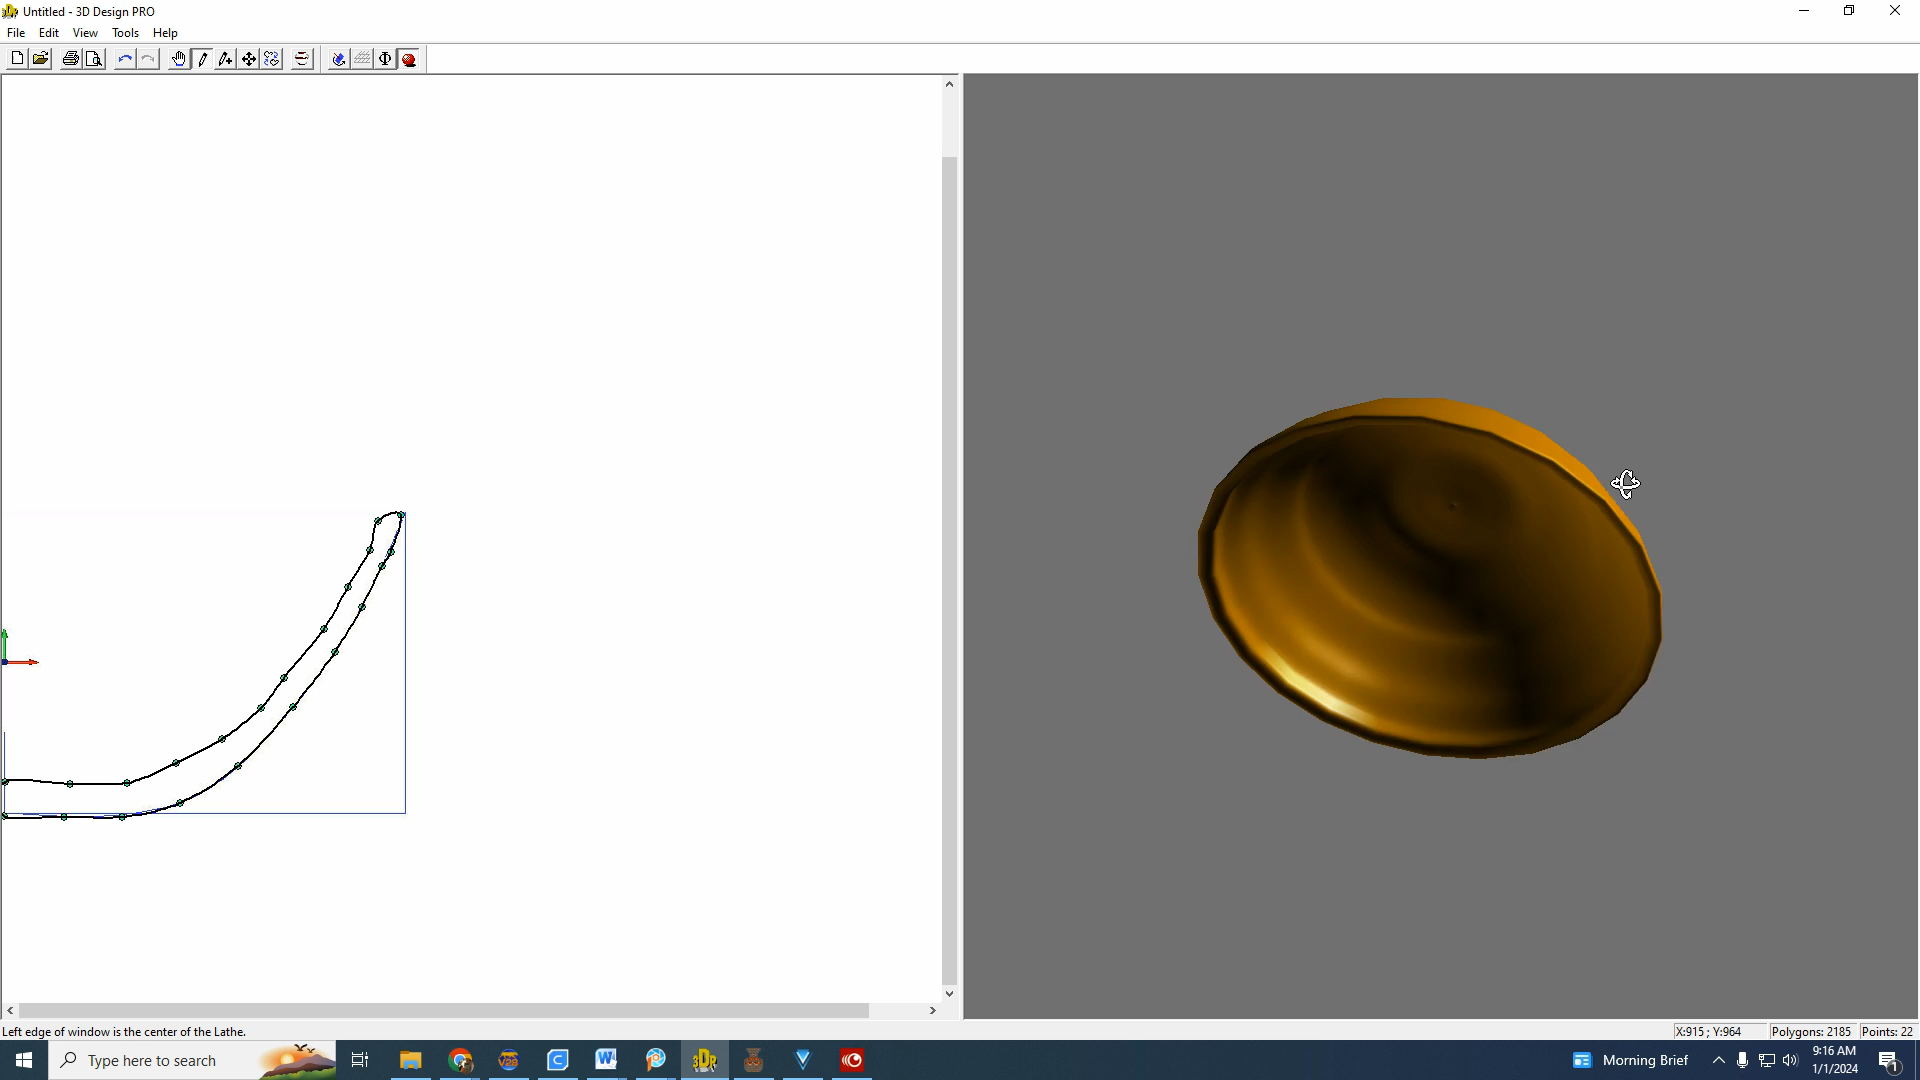 Untitled - 3D Design PRO
File Edit View Tools Help
Left edge of window is the center of the Lathe.
X:915 ; Y:964 Polygons: 2185 Points: 22
Type here to search
Morning Brief
9:16 AM
1/1/2024
1